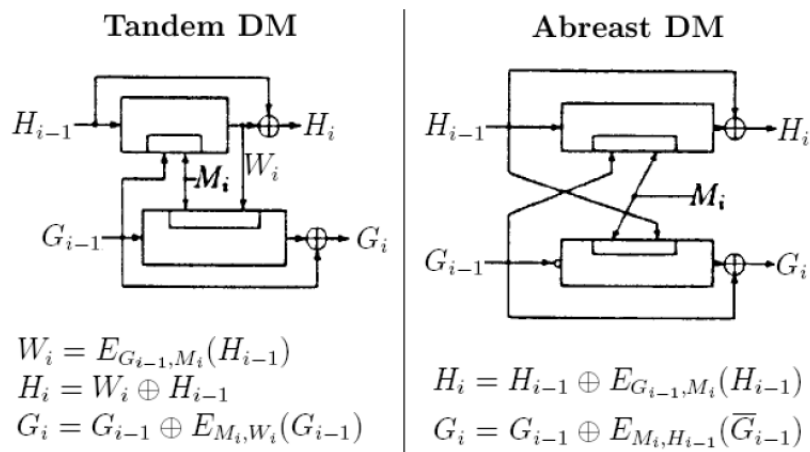 Tandem DM
H_{i−1}
H_i
M_i
W_i
G_{i−1}
G_i
W_i = E_{G_{i−1},M_i}(H_{i−1})
H_i = W_i ⊕ H_{i−1}
G_i = G_{i−1} ⊕ E_{M_i,W_i}(G_{i−1})
Abreast DM
H_{i−1}
H_i
M_i
G_{i−1}
G_i
H_i = H_{i−1} ⊕ E_{G_{i−1},M_i}(H_{i−1})
G_i = G_{i−1} ⊕ E_{M_i,H_{i−1}}(G̅_{i−1})